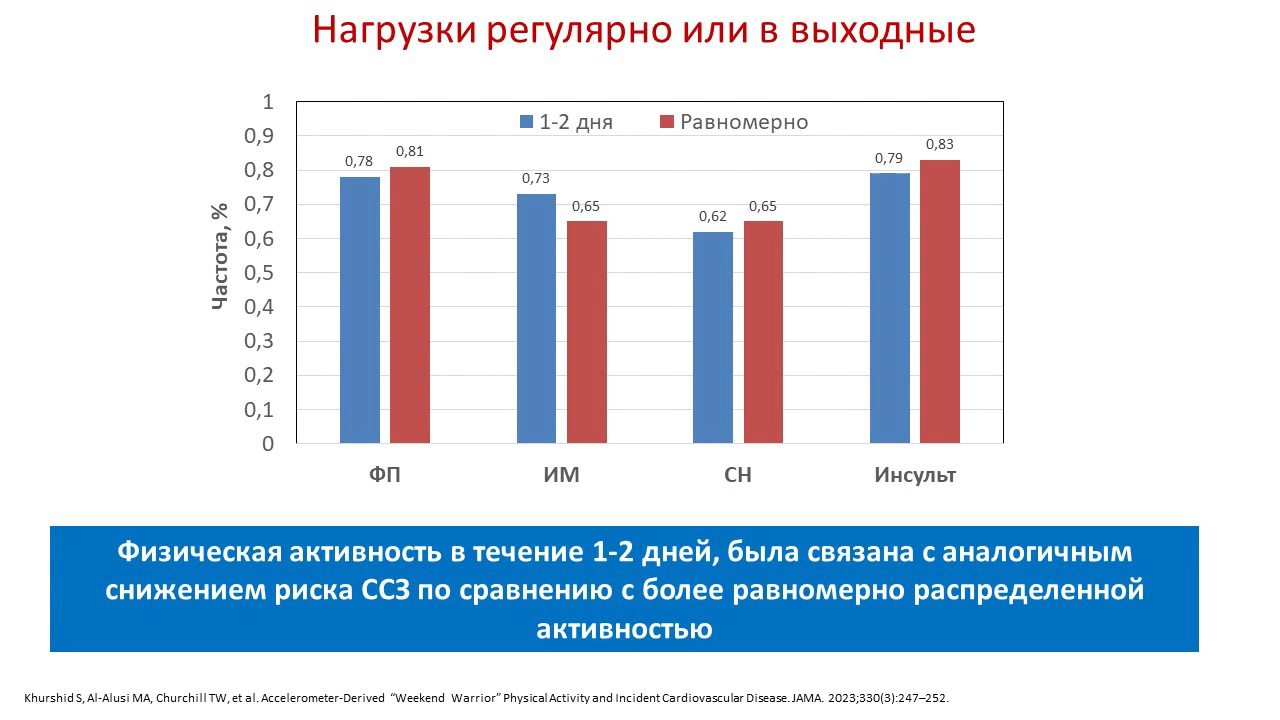 Нагрузки регулярно или в выходные
1-2 дня
Равномерно
Частота, %
1
0,9
0,8
0,7
0,6
0,5
0,4
0,3
0,2
0,1
0
0,78
0,81
0,73
0,65
0,62
0,65
0,79
0,83
ФП
ИМ
СН
Инсульт
Физическая активность в течение 1-2 дней, была связана с аналогичным
снижением риска ССЗ по сравнению с более равномерно распределенной
активностью
Khurshid S, Al-Alusi MA, Churchill TW, et al. Accelerometer-Derived “Weekend Warrior” Physical Activity and Incident Cardiovascular Disease. JAMA. 2023;330(3):247–252.